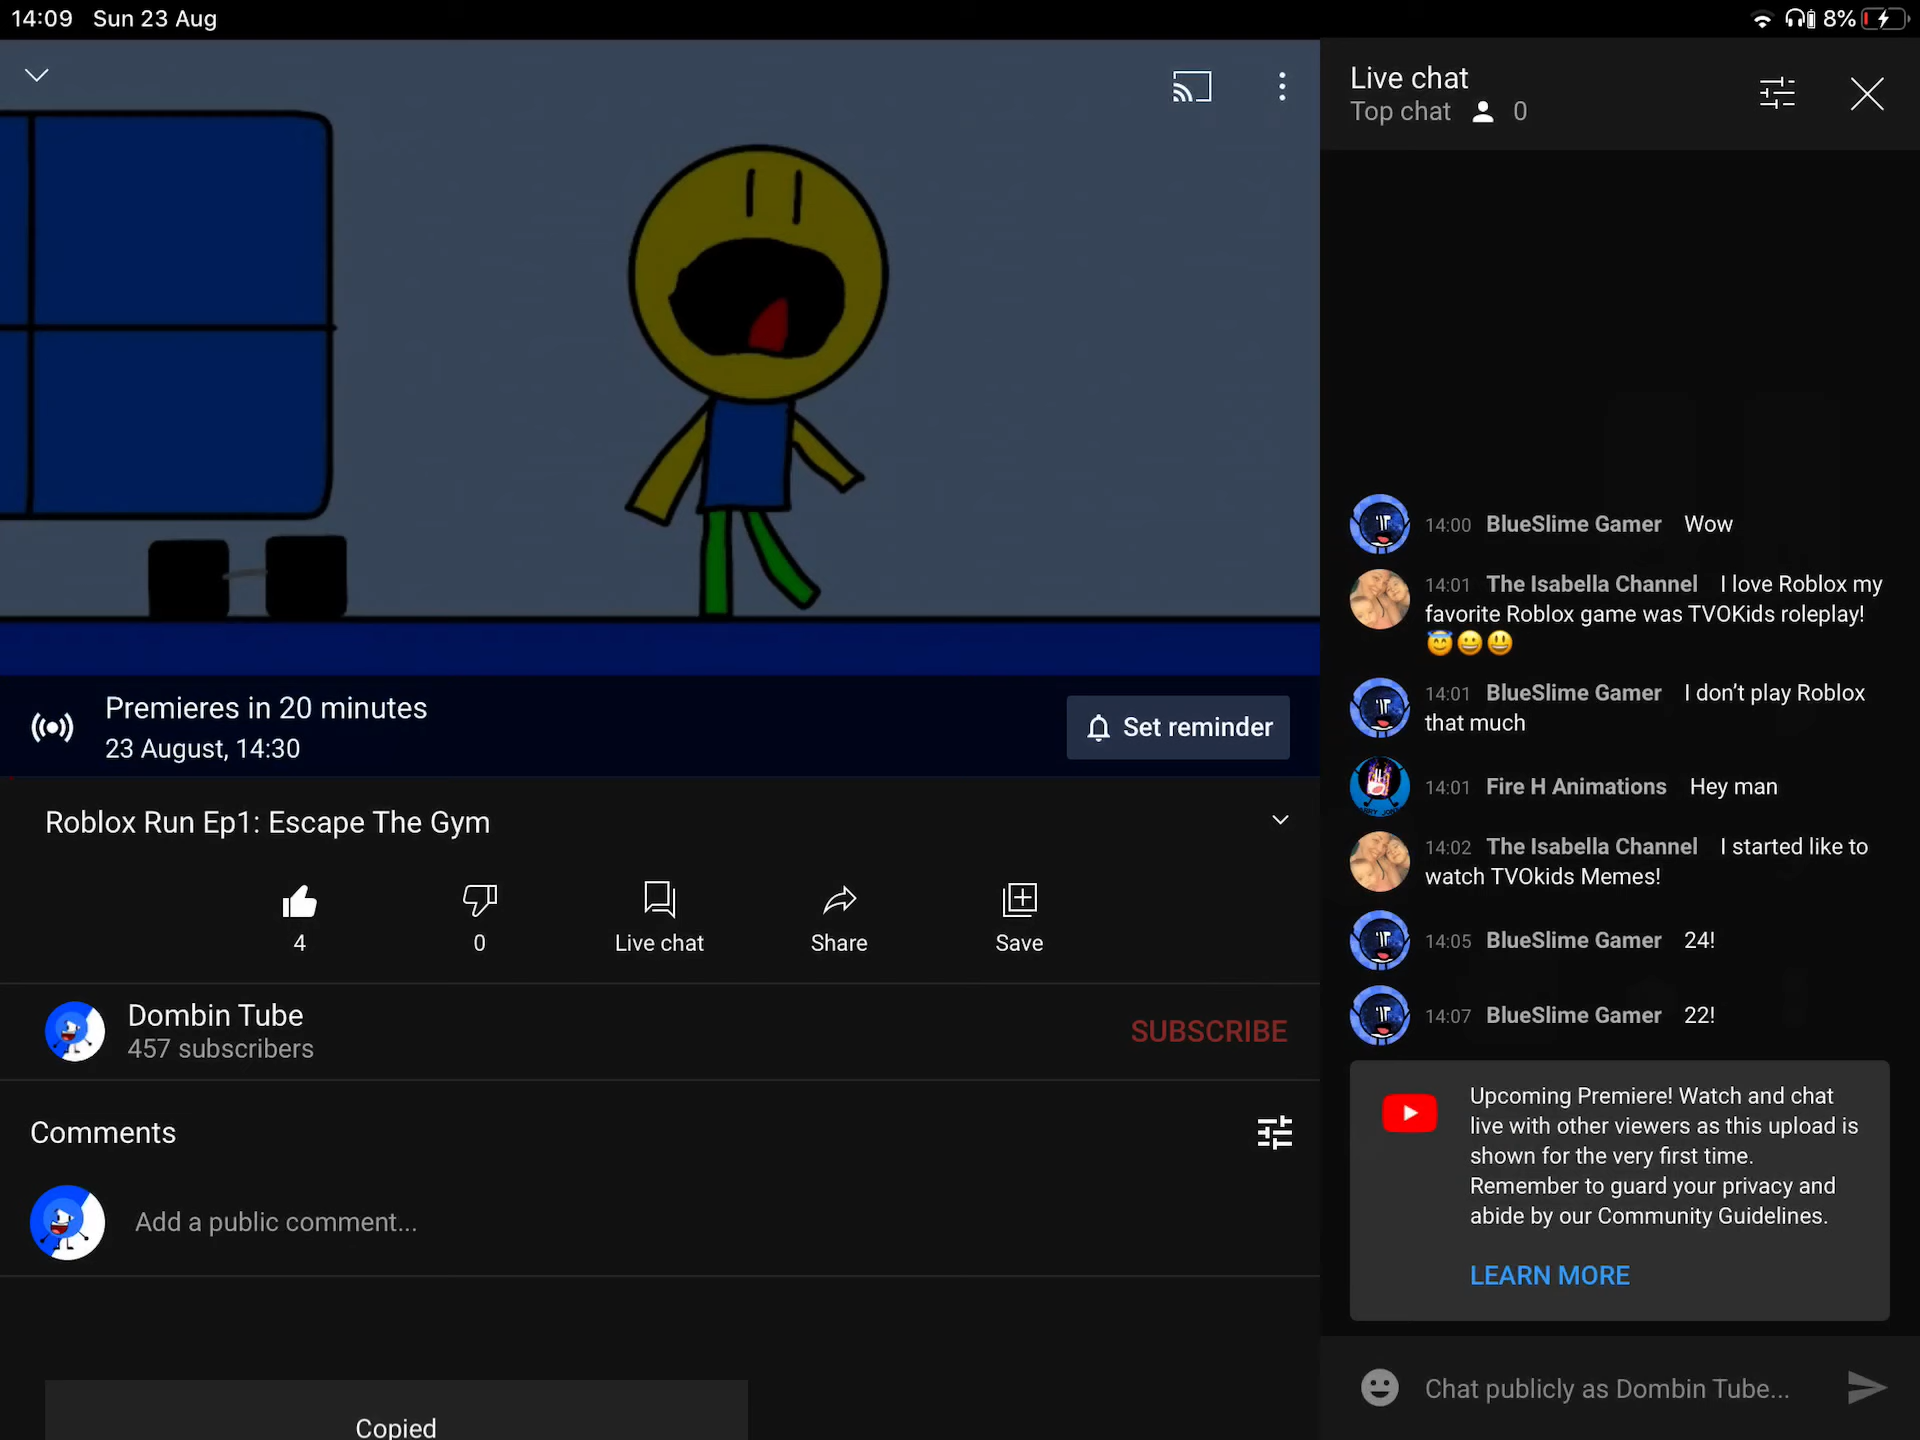 14:09 Sun 23 Aug
8%
Premieres in 20 minutes
23 August, 14:30
Set reminder
Roblox Run Ep1: Escape The Gym
4
0
Live chat
Share
Save
Dombin Tube
457 subscribers
SUBSCRIBE
Comments
Add a public comment...
Copied
Live chat
Top chat 0
14:00 BlueSlime Gamer Wow
14:01 The Isabella Channel I love Roblox my
favorite Roblox game was TVOKids roleplay!
😇😀😃
14:01 BlueSlime Gamer I don’t play Roblox
that much
14:01 Fire H Animations Hey man
14:02 The Isabella Channel I started like to
watch TVOkids Memes!
14:05 BlueSlime Gamer 24!
14:07 BlueSlime Gamer 22!
Upcoming Premiere! Watch and chat
live with other viewers as this upload is
shown for the very first time.
Remember to guard your privacy and
abide by our Community Guidelines.
LEARN MORE
Chat publicly as Dombin Tube...